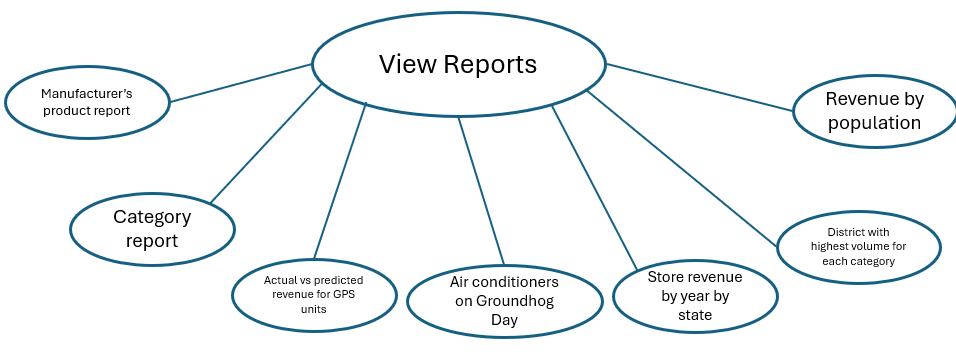 View Reports
Manufacturer's
product report
Category
report
Actual vs predicted
revenue for GPS
units
Air conditioners
on Groundhog
Day
Store revenue
by year by
state
District with
highest volume for
each category
Revenue by
population